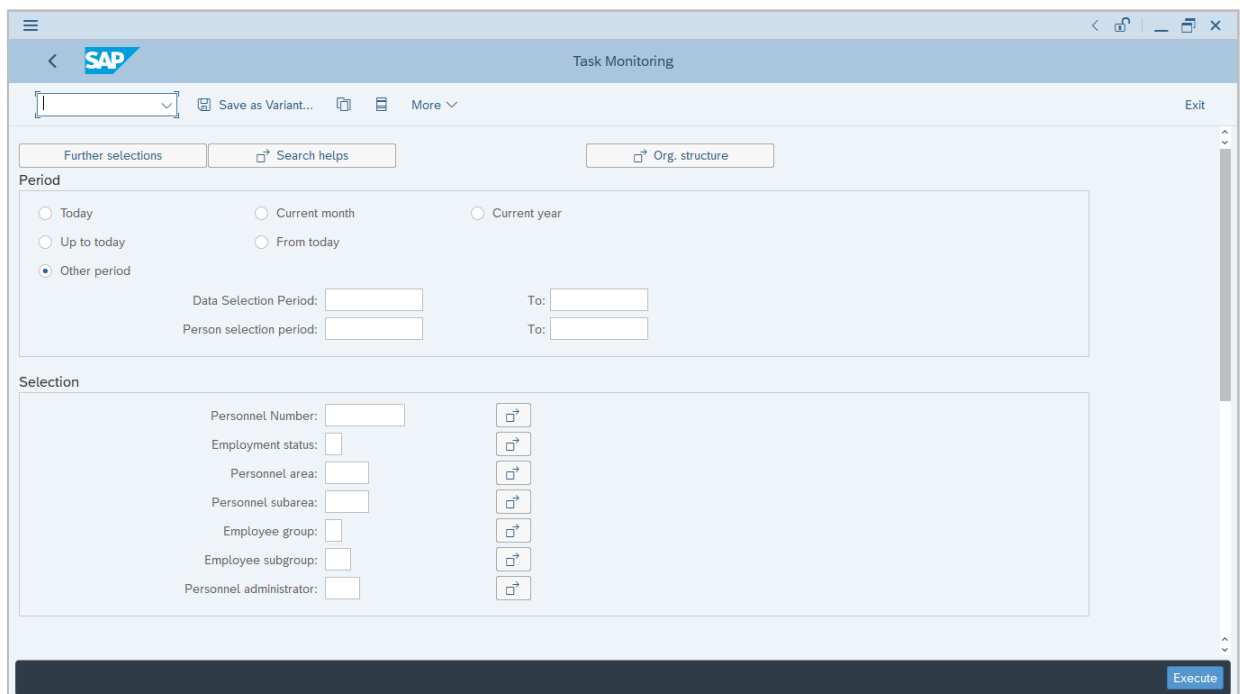 SAP
Task Monitoring
Save as Variant...
More
Exit
Further selections
Search helps
Org. structure
Period
Today
Current month
Current year
Up to today
From today
Other period
Data Selection Period:
To:
Person selection period:
To:
Selection
Personnel Number:
Employment status:
Personnel area:
Personnel subarea:
Employee group:
Employee subgroup:
Personnel administrator:
Execute